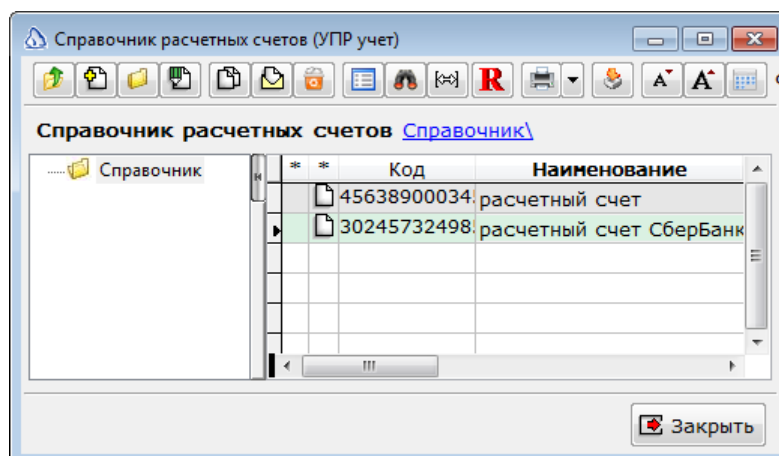 Справочник расчетных счетов (УПР учет)
R
A A
Справочник расчетных счетов Справочник\
Справочник
* * Код Наименование
45638900034 расчетный счет
30245732498 расчетный счет СберБанк
Закрыть